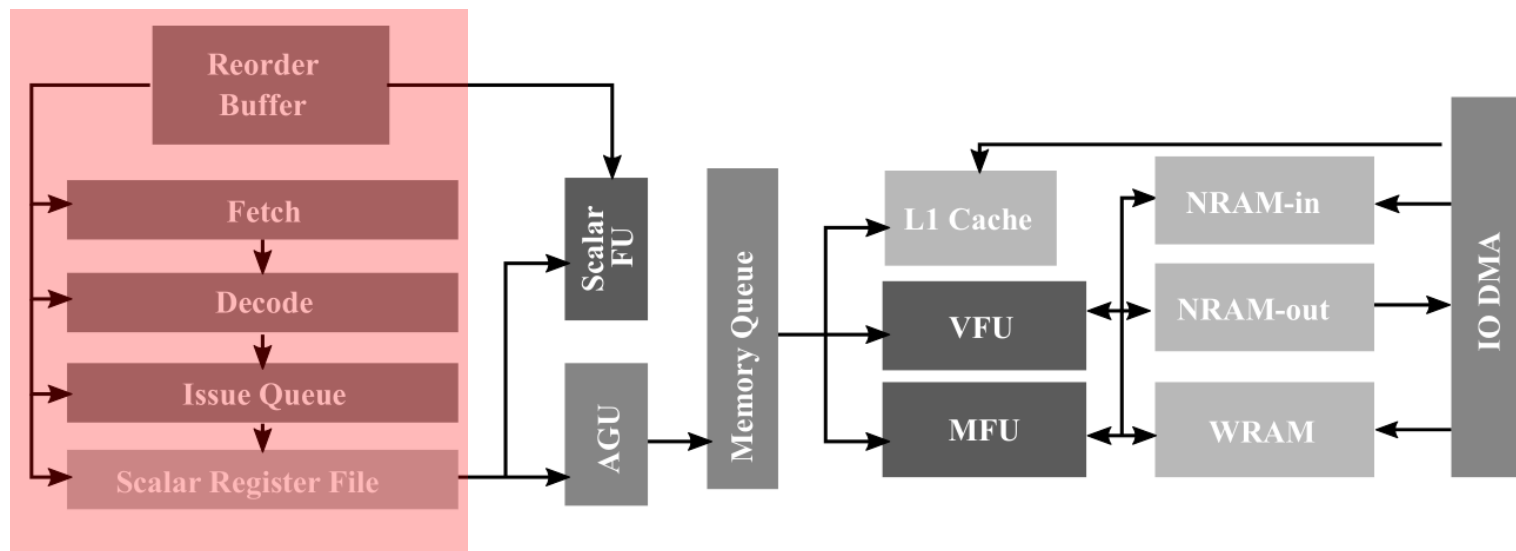 Reorder
Buffer
Fetch
Decode
Issue Queue
Scalar Register File
Scalar
FU
AGU
Memory Queue
L1 Cache
VFU
MFU
NRAM-in
NRAM-out
WRAM
IO DMA